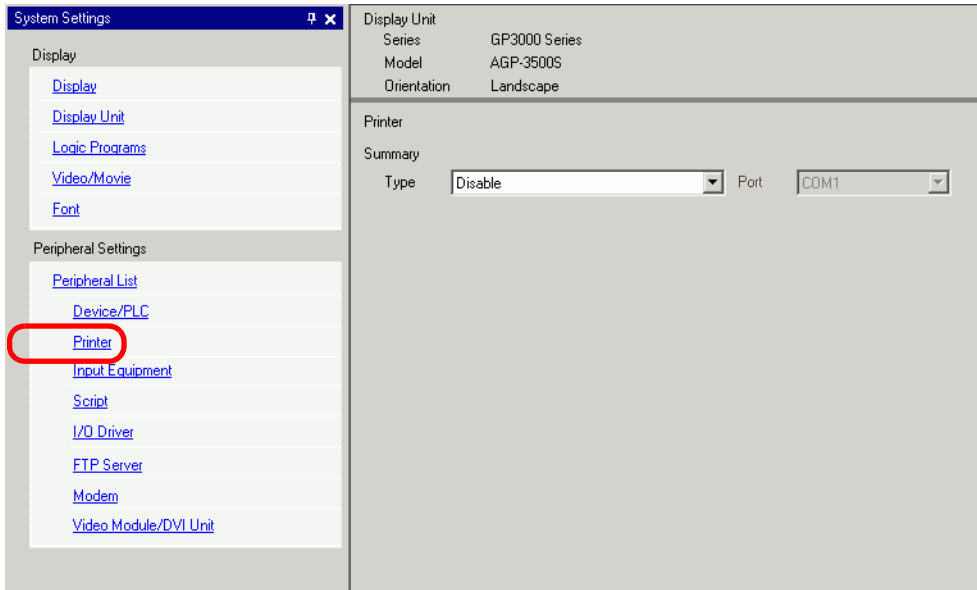 System Settings
Display
Display
Display Unit
Logic Programs
Video/Movie
Font
Peripheral Settings
Peripheral List
Device/PLC
Printer
Input Equipment
Script
I/O Driver
FTP Server
Modem
Video Module/DVI Unit
Display Unit
Series GP3000 Series
Model AGP-3500S
Orientation Landscape
Printer
Summary
Type Disable Port COM1